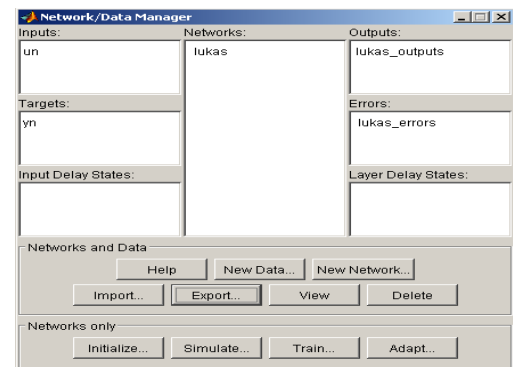 Network/Data Manager
Inputs: Networks: Outputs:
un lukas lukas_outputs
Targets: Errors:
yn lukas_errors
Input Delay States: Layer Delay States:
Networks and Data
Help New Data... New Network...
Import... Export... View Delete
Networks only
Initialize... Simulate... Train... Adapt...